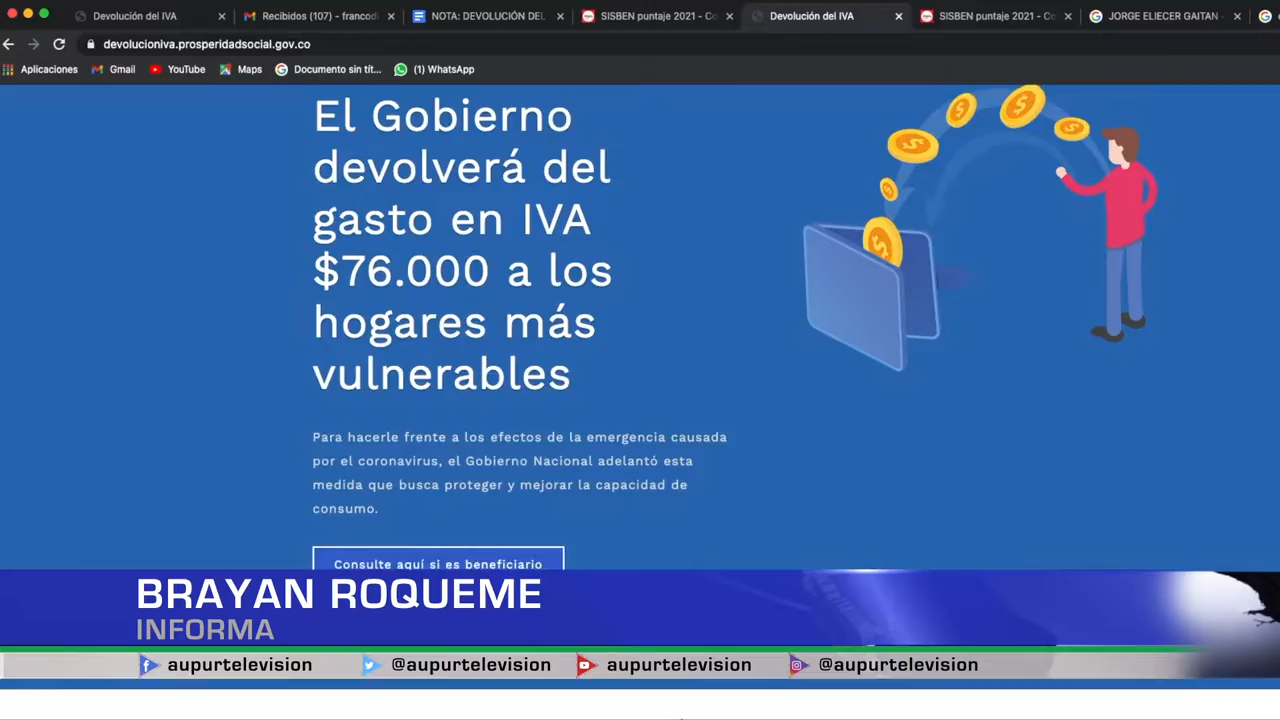 Devolución del IVA
Recibidos (107) - francodi
NOTA: DEVOLUCIÓN DEL
SISBEN puntaje 2021 - Co
Devolución del IVA
SISBEN puntaje 2021 - Co
JORGE ELIECER GAITAN -
devolucioniva.prosperidadsocial.gov.co
Aplicaciones
Gmail
YouTube
Maps
Documento sin tít...
(1) WhatsApp
El Gobierno
devolverá del
gasto en IVA
$76.000 a los
hogares más
vulnerables
Para hacerle frente a los efectos de la emergencia causada
por el coronavirus, el Gobierno Nacional adelantó esta
medida que busca proteger y mejorar la capacidad de
consumo.
Consulte aquí si es beneficiario
BRAYAN ROQUEME
INFORMA
aupurtelevision
@aupurtelevision
aupurtelevision
@aupurtelevision